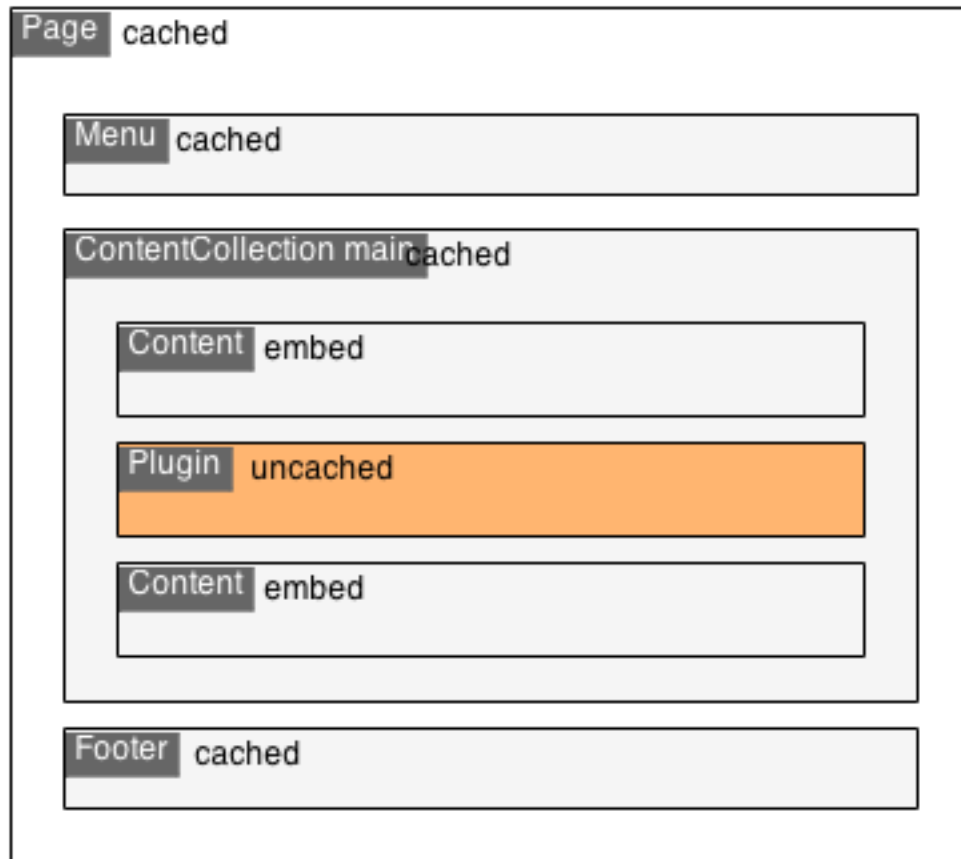 Page cached
Menu cached
ContentCollection main cached
Content embed
Plugin uncached
Content embed
Footer cached